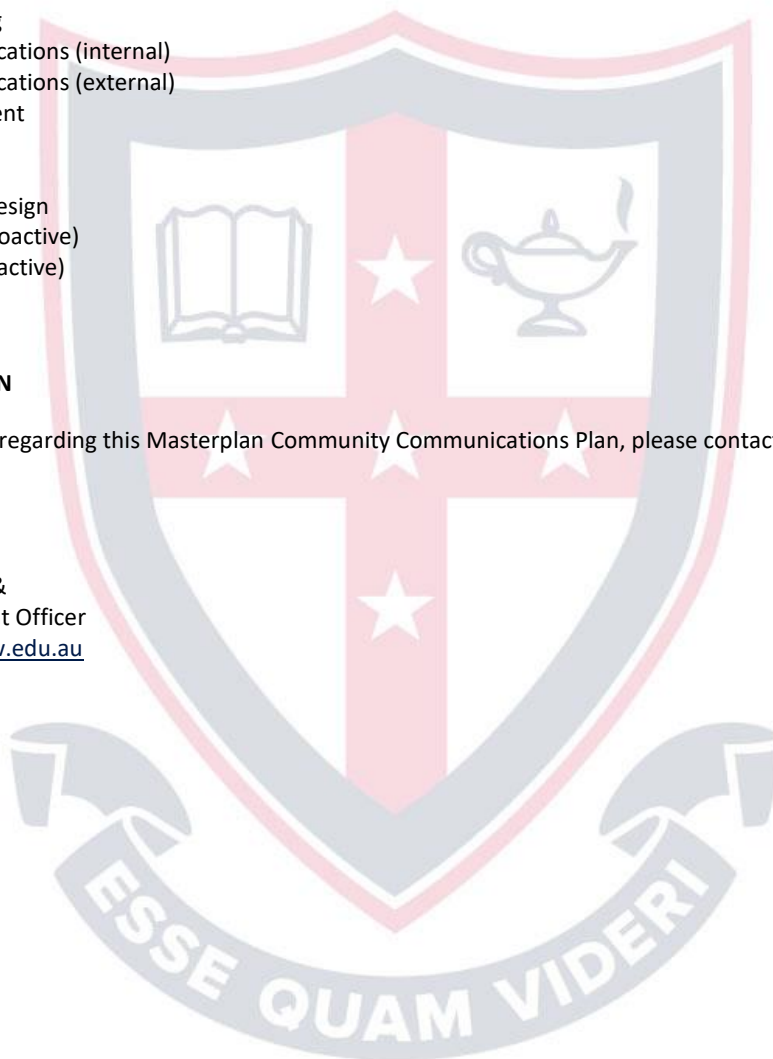 g
cations (internal)
cations (external)
ent
esign
oactive)
active)
N
regarding this Masterplan Community Communications Plan, please contact
&
t Officer
v.edu.au
ESSE QUAM VIDERI